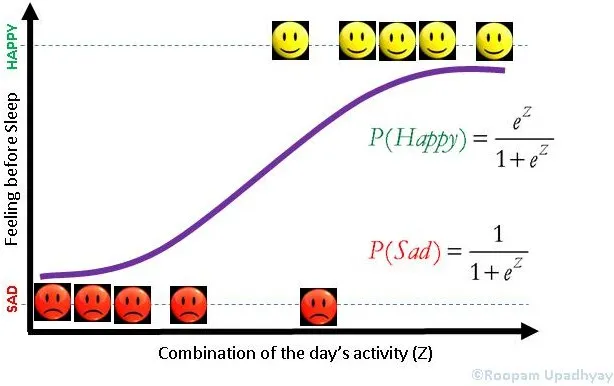 HAPPY
Feeling before Sleep
SAD
P(Happy) = e^Z / 1 + e^Z
P(Sad) = 1 / 1 + e^Z
Combination of the day's activity (Z)
©Roopam Upadhyay